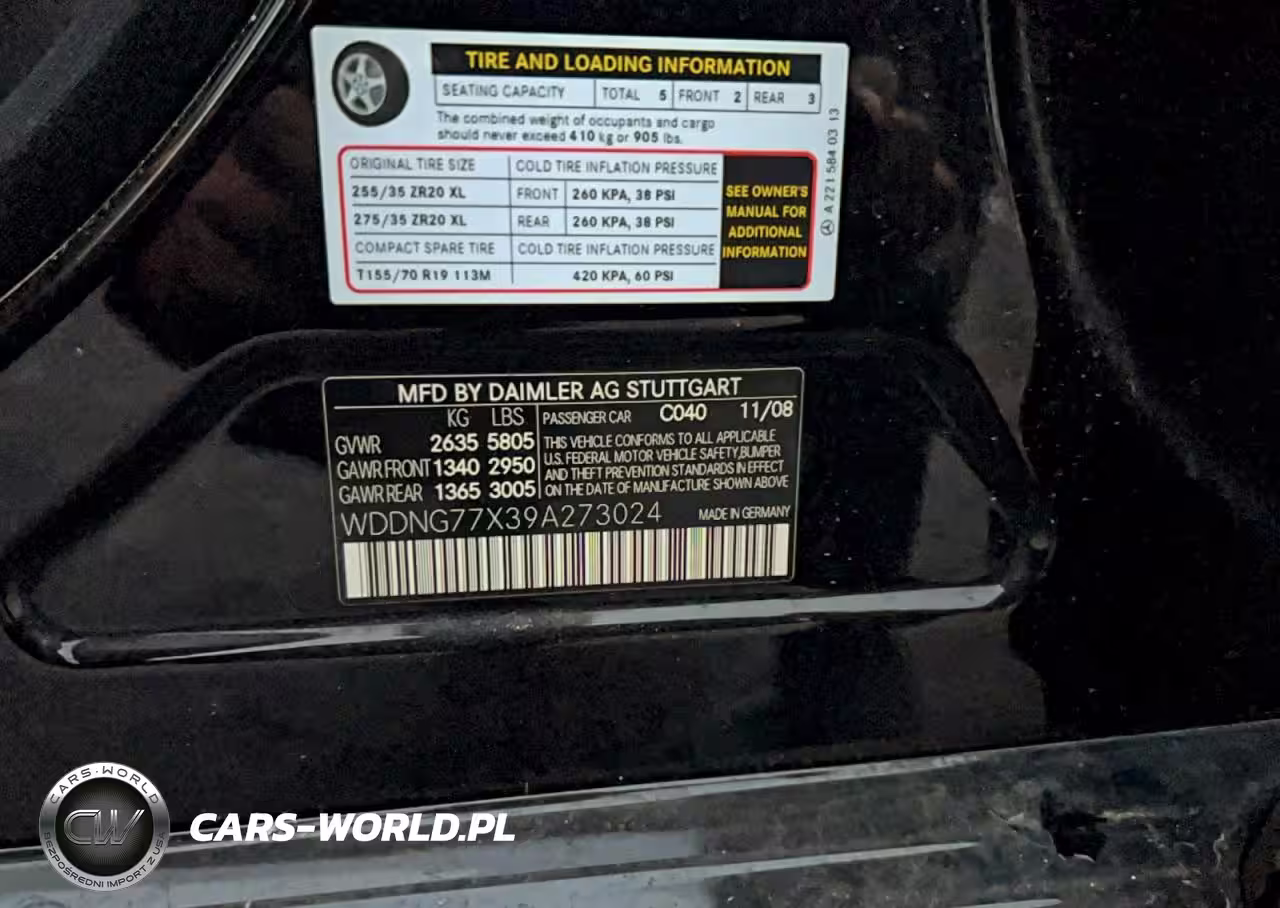 TIRE AND LOADING INFORMATION
SEATING CAPACITY TOTAL 5 FRONT 2 REAR 3
The combined weight of occupants and cargo
should never exceed 410 kg or 905 lbs.
ORIGINAL TIRE SIZE COLD TIRE INFLATION PRESSURE
255/35 ZR20 XL FRONT 260 KPA, 38 PSI
275/35 ZR20 XL REAR 260 KPA, 38 PSI
COMPACT SPARE TIRE COLD TIRE INFLATION PRESSURE
T155/70 R19 113M 420 KPA, 60 PSI
SEE OWNER'S
MANUAL FOR
ADDITIONAL
INFORMATION
A 221 584 03 13
MFD BY DAIMLER AG STUTTGART
KG LBS PASSENGER CAR C040 11/08
GVWR 2635 5805
GAWR FRONT 1340 2950
GAWR REAR 1365 3005
THIS VEHICLE CONFORMS TO ALL APPLICABLE
U.S. FEDERAL MOTOR VEHICLE SAFETY,BUMPER
AND THEFT PREVENTION STANDARDS IN EFFECT
ON THE DATE OF MANUFACTURE SHOWN ABOVE
WDDNG77X39A273024 MADE IN GERMANY
CARS-WORLD
CW
BEZPOŚREDNI IMPORT Z USA
CARS-WORLD.PL